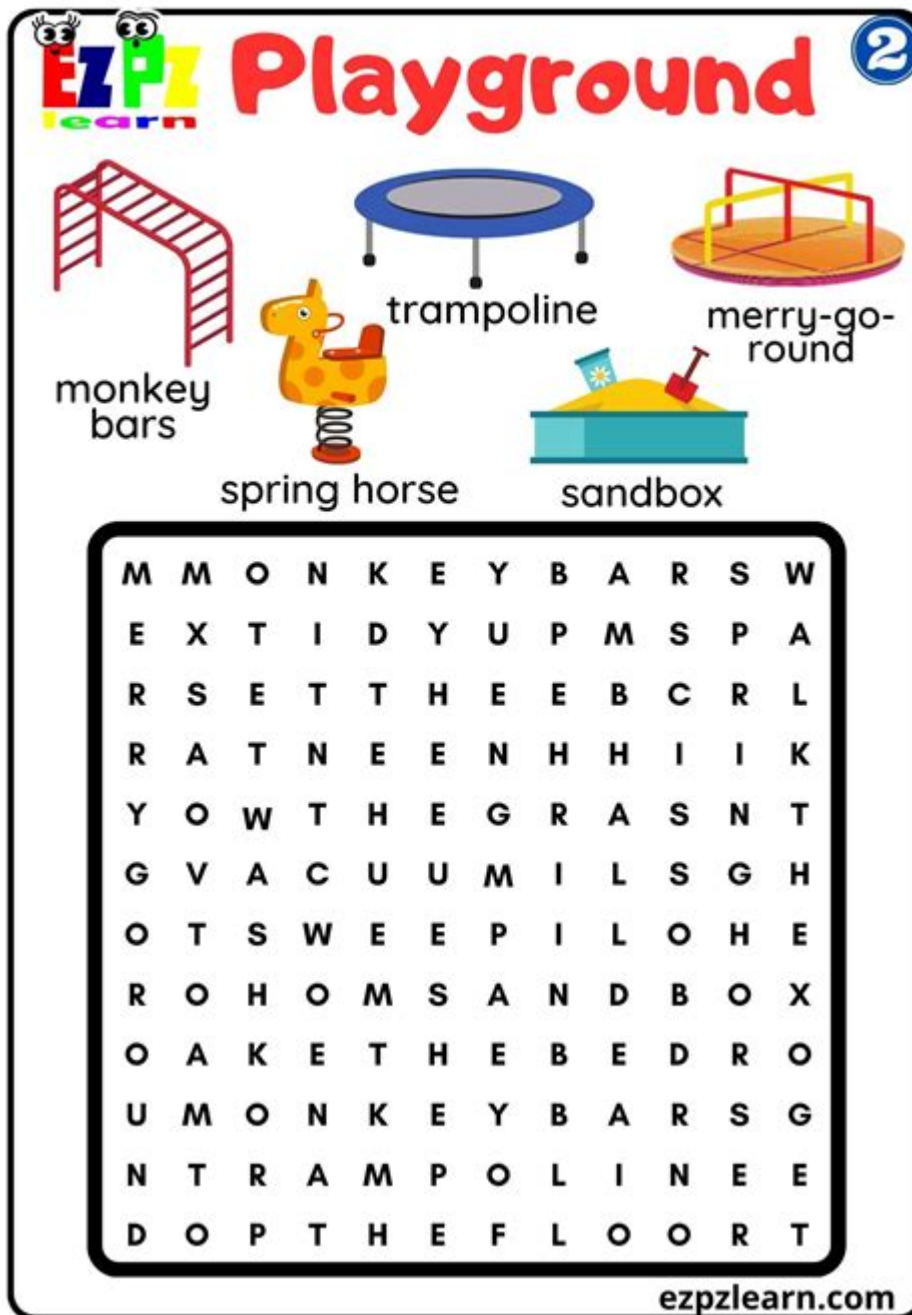 EZPZ
learn
Playground
2
trampoline
merry-go-
round
monkey
bars
spring horse
sandbox
M M O N K E Y B A R S W
E X T I D Y U P M S P A
R S E T T H E E B C R L
R A T N E E N H H I I K
Y O W T H E G R A S N T
G V A C U U M I L S G H
O T S W E E P I L O H E
R O H O M S A N D B O X
O A K E T H E B E D R O
U M O N K E Y B A R S G
N T R A M P O L I N E E
D O P T H E F L O O R T
ezpzlearn.com